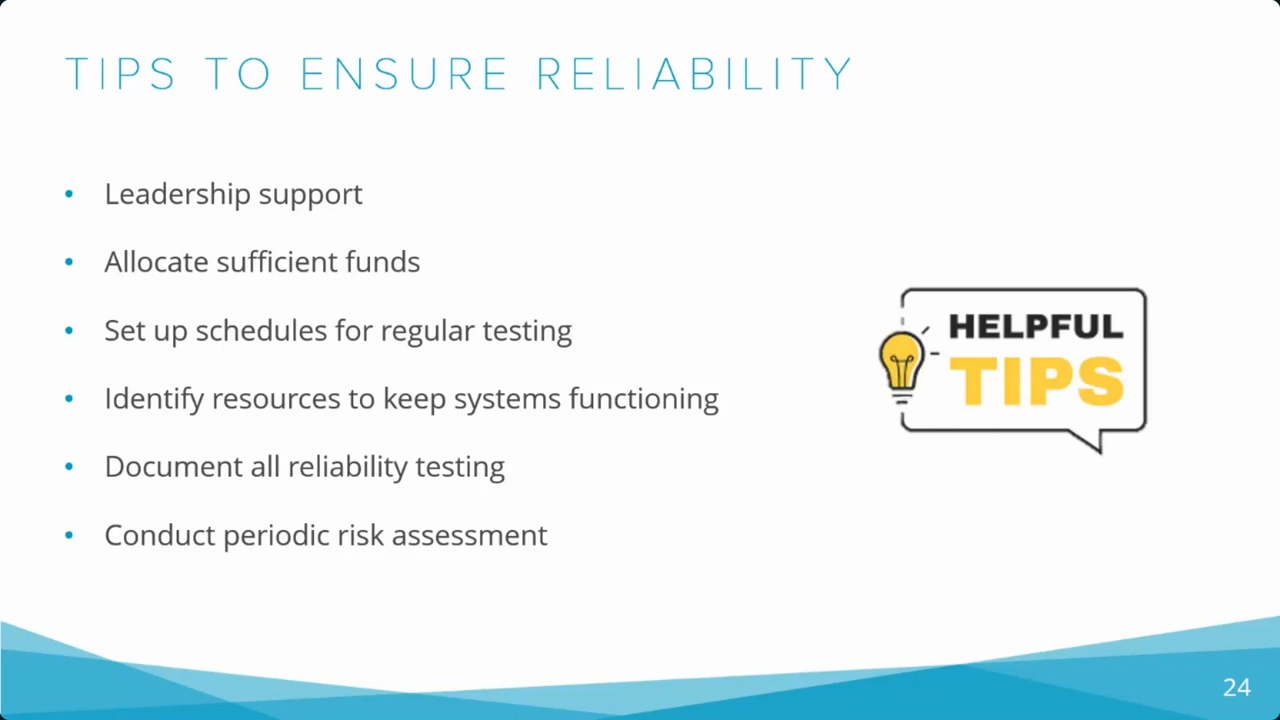 TIPS TO ENSURE RELIABILITY
• Leadership support
• Allocate sufficient funds
• Set up schedules for regular testing
• Identify resources to keep systems functioning
• Document all reliability testing
• Conduct periodic risk assessment
HELPFUL
TIPS
24